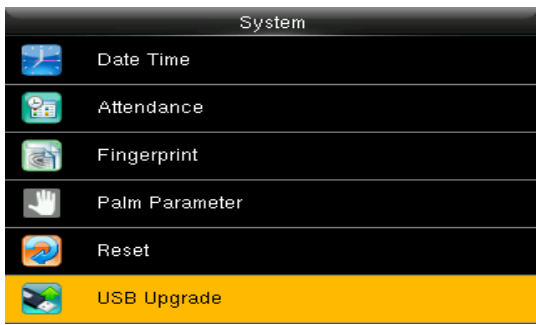 System
Date Time
Attendance
Fingerprint
Palm Parameter
Reset
USB Upgrade